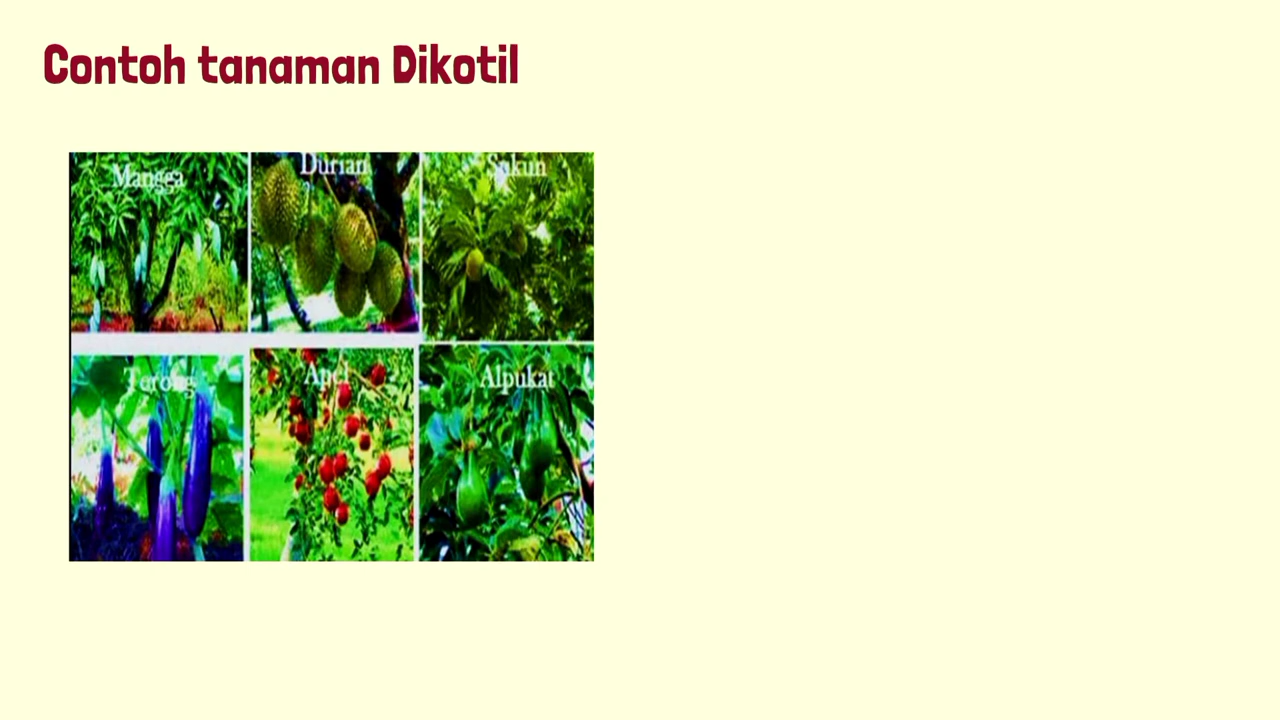 Contoh tanaman Dikotil
Mangga
Durian
Sukun
Terong
Apel
Alpukat